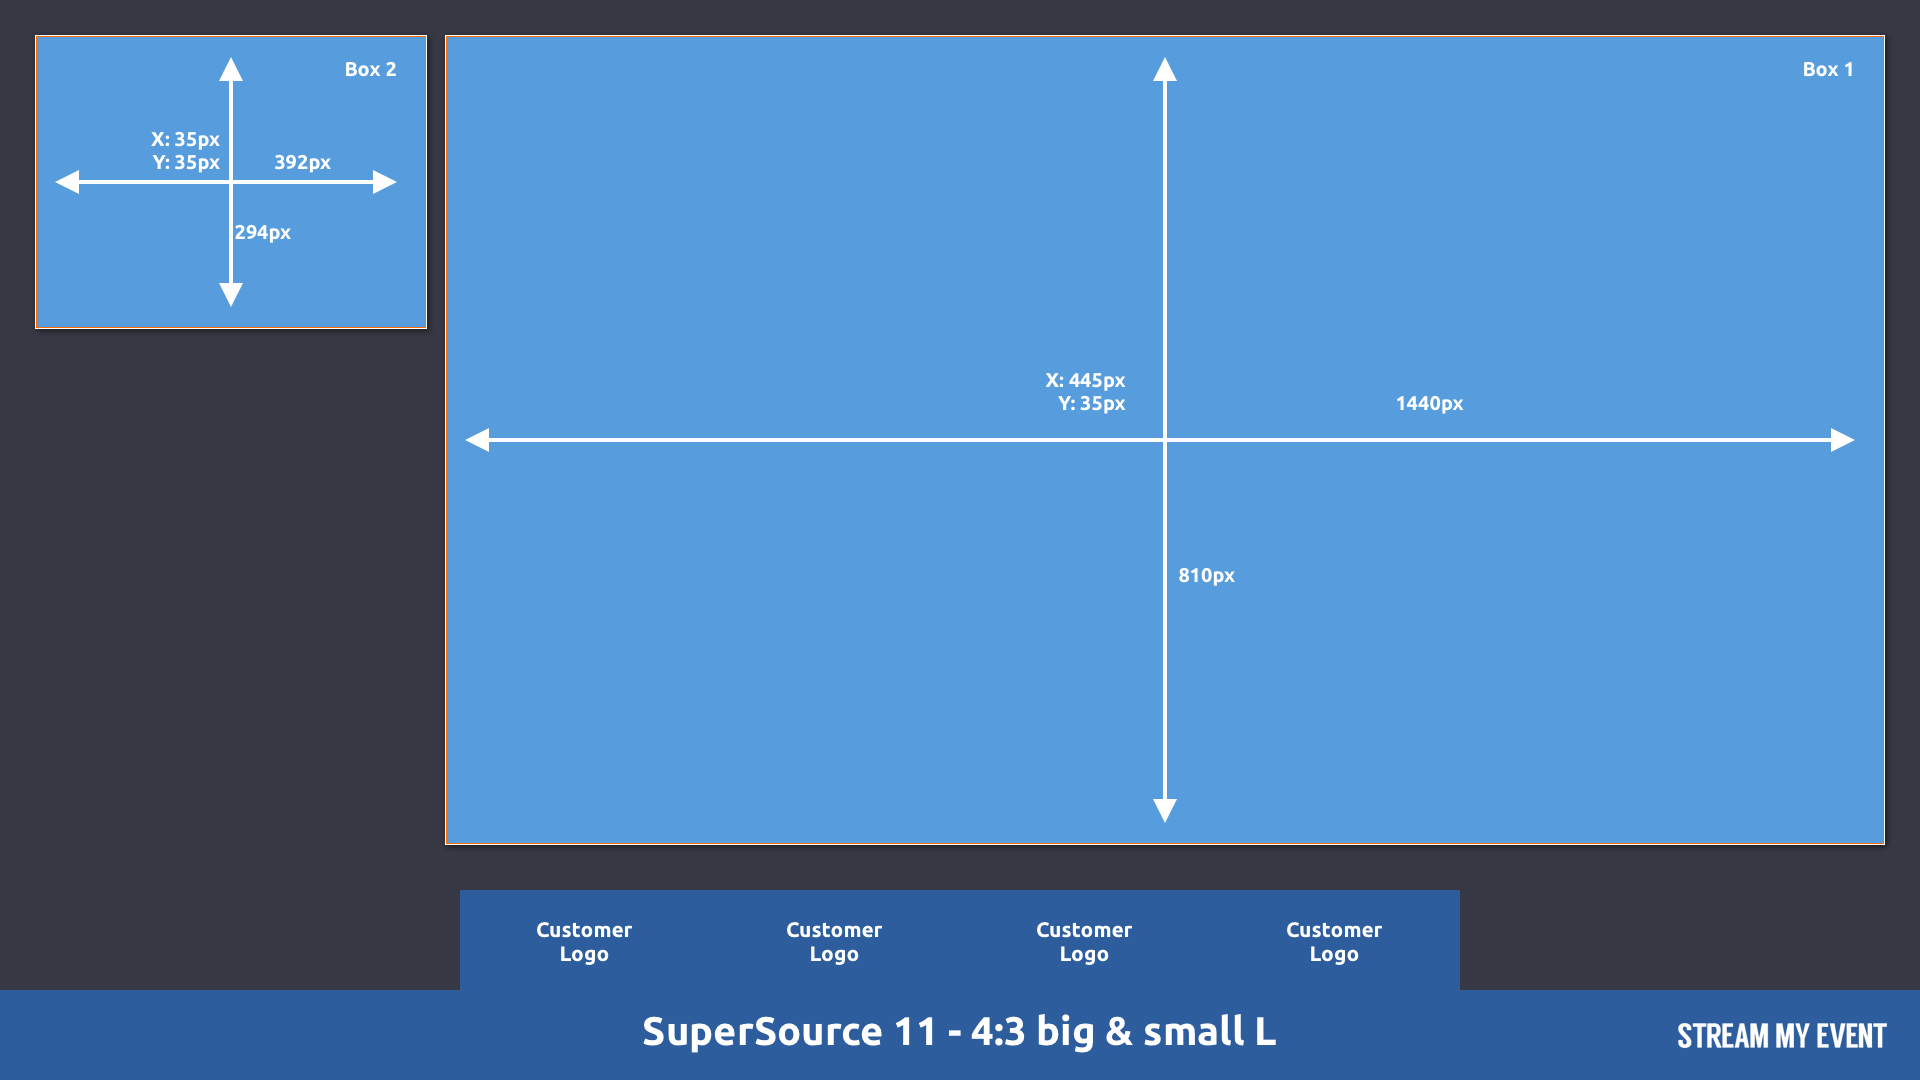 Box 2
X: 35px
Y: 35px
392px
294px
Box 1
X: 445px
Y: 35px
1440px
810px
Customer
Logo
Customer
Logo
Customer
Logo
Customer
Logo
SuperSource 11 - 4:3 big & small L
STREAM MY EVENT